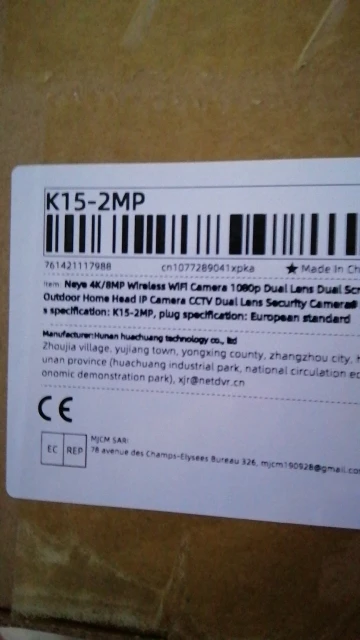 K15-2MP
761421117988 cn1077289041xpka ★ Made in Ch
Item: Neye 4K/8MP Wireless WIFI Camera 1080p Dual Lens Dual Scr
Outdoor Home Head IP Camera CCTV Dual Lens Security Camera
s specification: K15-2MP, plug specification: European standard
Manufacturer:Hunan huachuang technology co., ltd
Zhoujia village, yujiang town, yongxing county, zhangzhou city, h
unan province (huachuang industrial park, national circulation ec
onomic demonstration park), xjr@netdvr.cn
CE
EC REP
MJCM SAR:
78 avenue des Champs-Elysees Bureau 326, mjcm190928@gmail.co